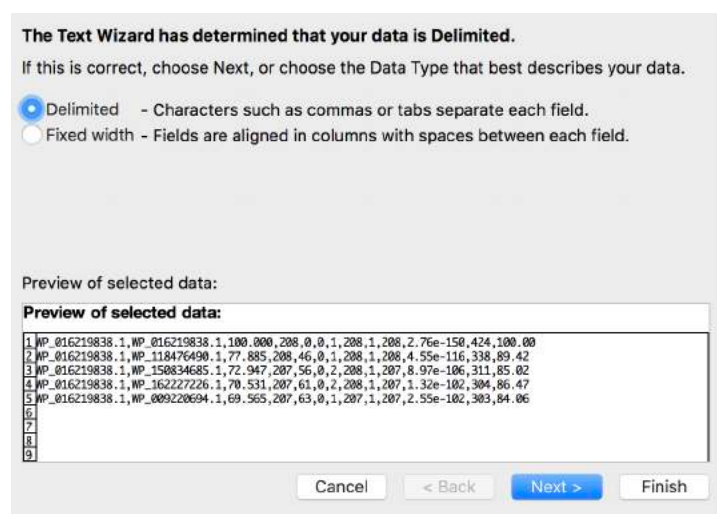 The Text Wizard has determined that your data is Delimited.
If this is correct, choose Next, or choose the Data Type that best describes your data.
Delimited - Characters such as commas or tabs separate each field.
Fixed width - Fields are aligned in columns with spaces between each field.
Preview of selected data:
Preview of selected data:
1 WP_016219838.1,WP_016219838.1,100.000,208,0,0,1,208,1,208,2.76e-150,424,100.00
2 WP_016219838.1,WP_118476490.1,77.885,208,46,0,1,208,1,208,4.55e-116,338,89.42
3 WP_016219838.1,WP_150834685.1,72.947,207,56,0,2,208,1,207,8.97e-106,311,85.02
4 WP_016219838.1,WP_162227226.1,70.531,207,61,0,2,208,1,207,1.32e-102,304,86.47
5 WP_016219838.1,WP_009220694.1,69.565,207,63,0,1,207,1,207,2.55e-102,303,84.06
6
7
8
9
Cancel < Back Next > Finish